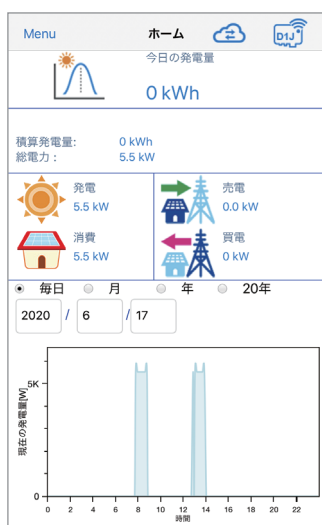 Menu ホーム D1J
今日の発電量
0 kWh
積算発電量: 0 kWh
総電力 : 5.5 kW
発電 売電
5.5 kW 0.0 kW
消費 買電
5.5 kW 0 kW
毎日 月 年 20年
2020 / 6 / 17
現在の発電量[W]
5K
0
0 2 4 6 8 10 12 14 16 18 20 22
時間